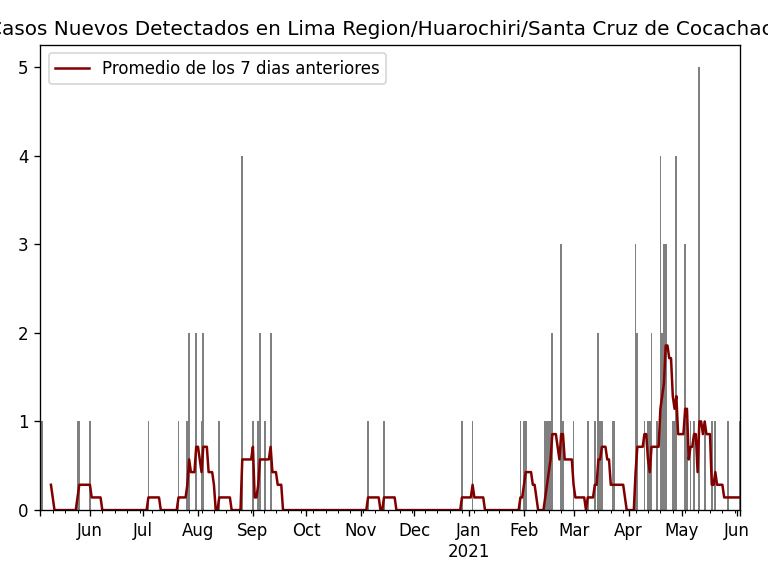 Casos Nuevos Detectados en Lima Region/Huarochiri/Santa Cruz de Cocachac
Promedio de los 7 dias anteriores
5
4
3
2
1
0
Jun Jul Aug Sep Oct Nov Dec Jan Feb Mar Apr May Jun
2021